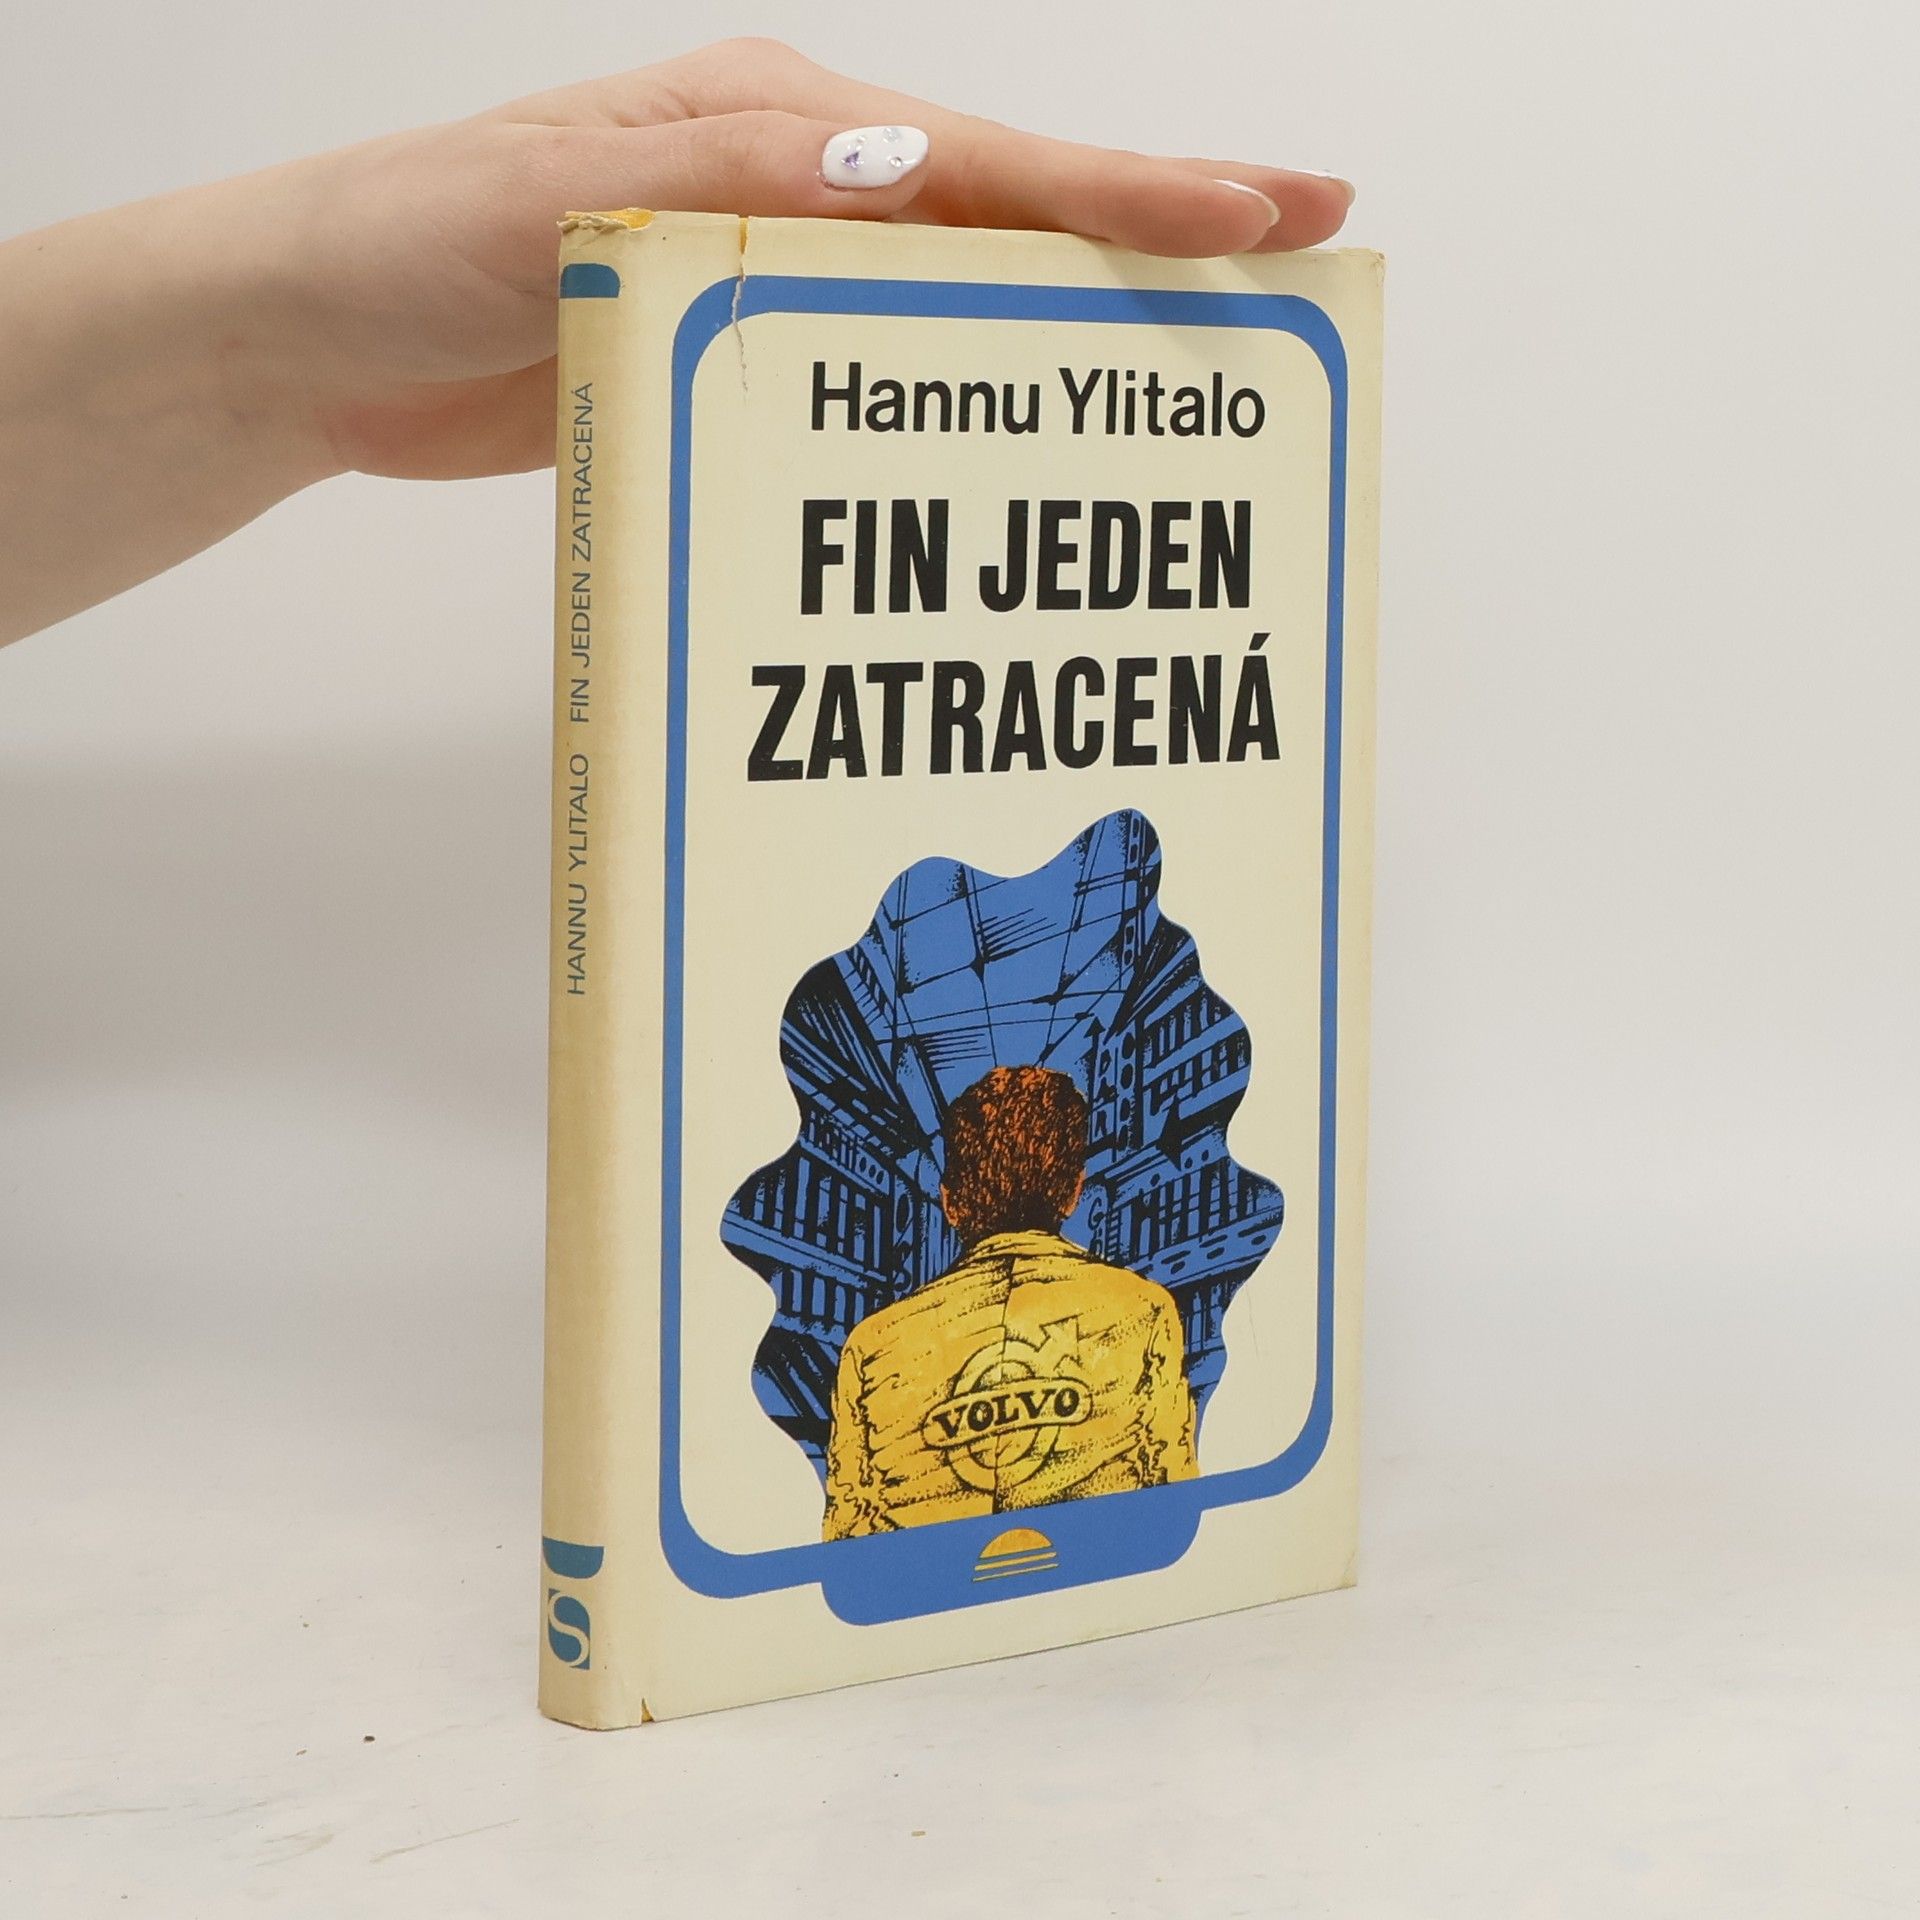 Hannu Ylitalo
FIN JEDEN
ZATRACENÁ
VOLVO
HANNU YLITALO FIN JEDEN ZATRACENÁ
S